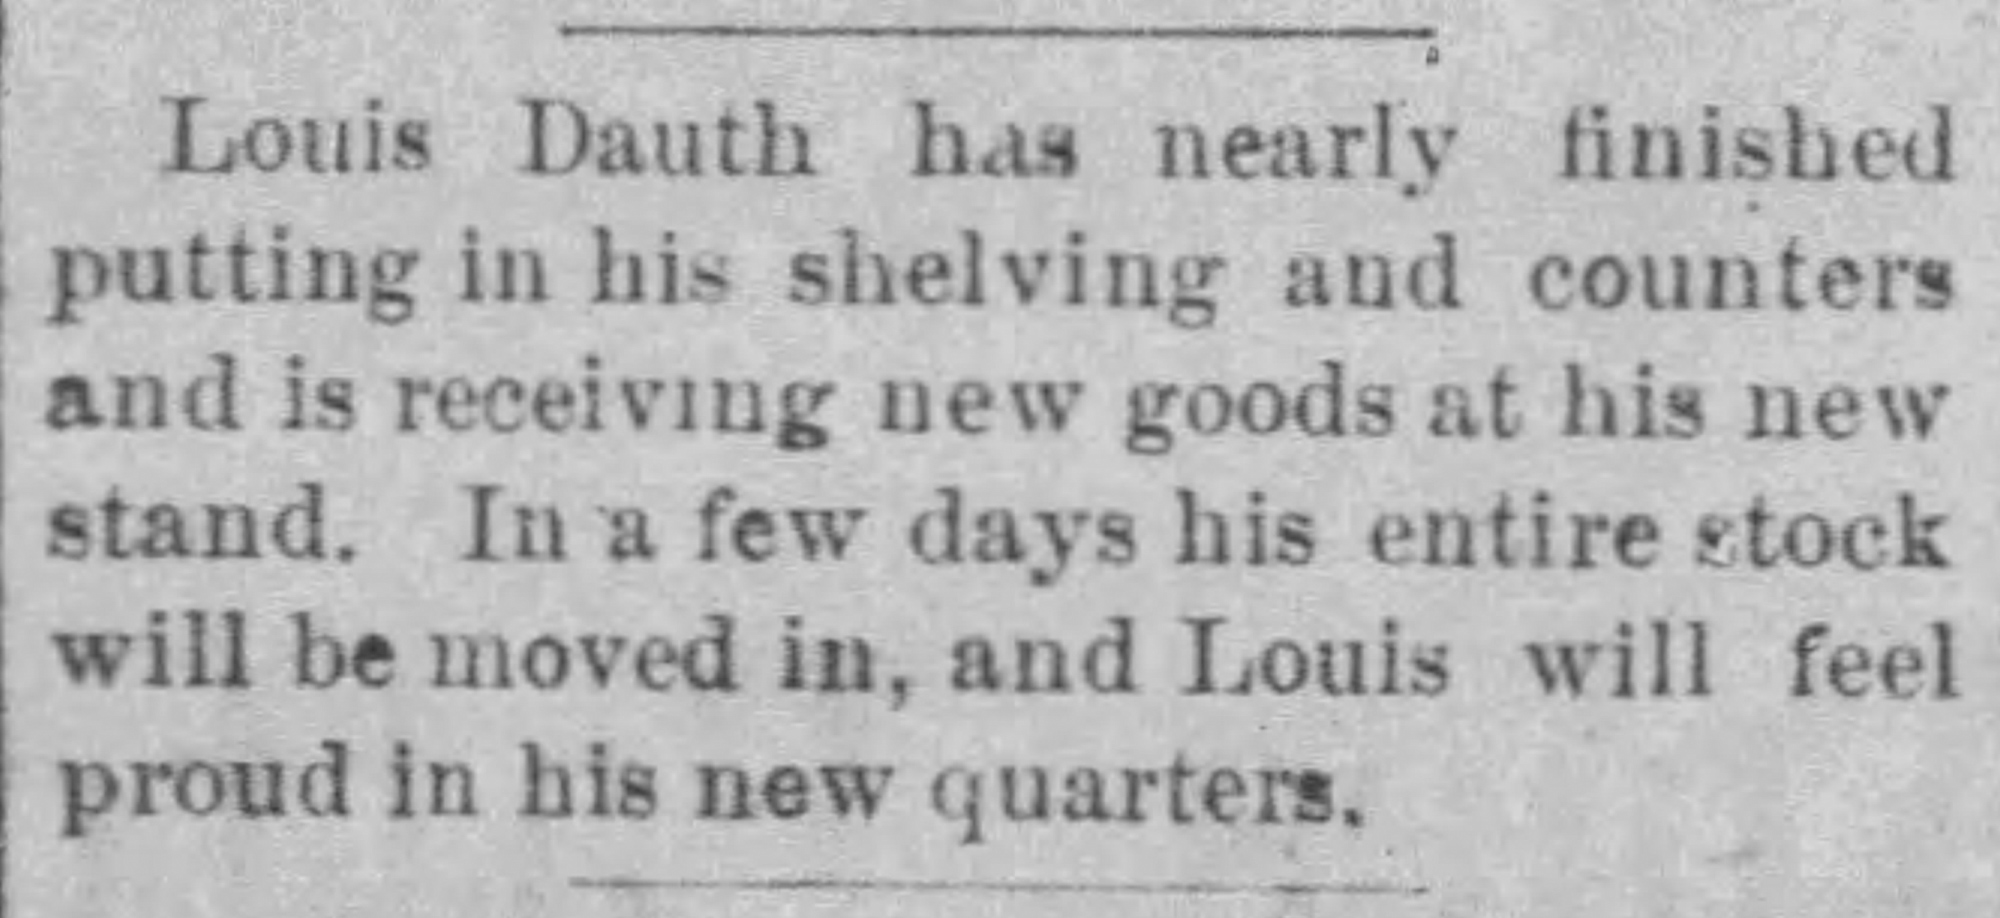 Louis Dauth has nearly finished
putting in his shelving and counters
and is receiving new goods at his new
stand. In a few days his entire stock
will be moved in, and Louis will feel
proud in his new quarters.